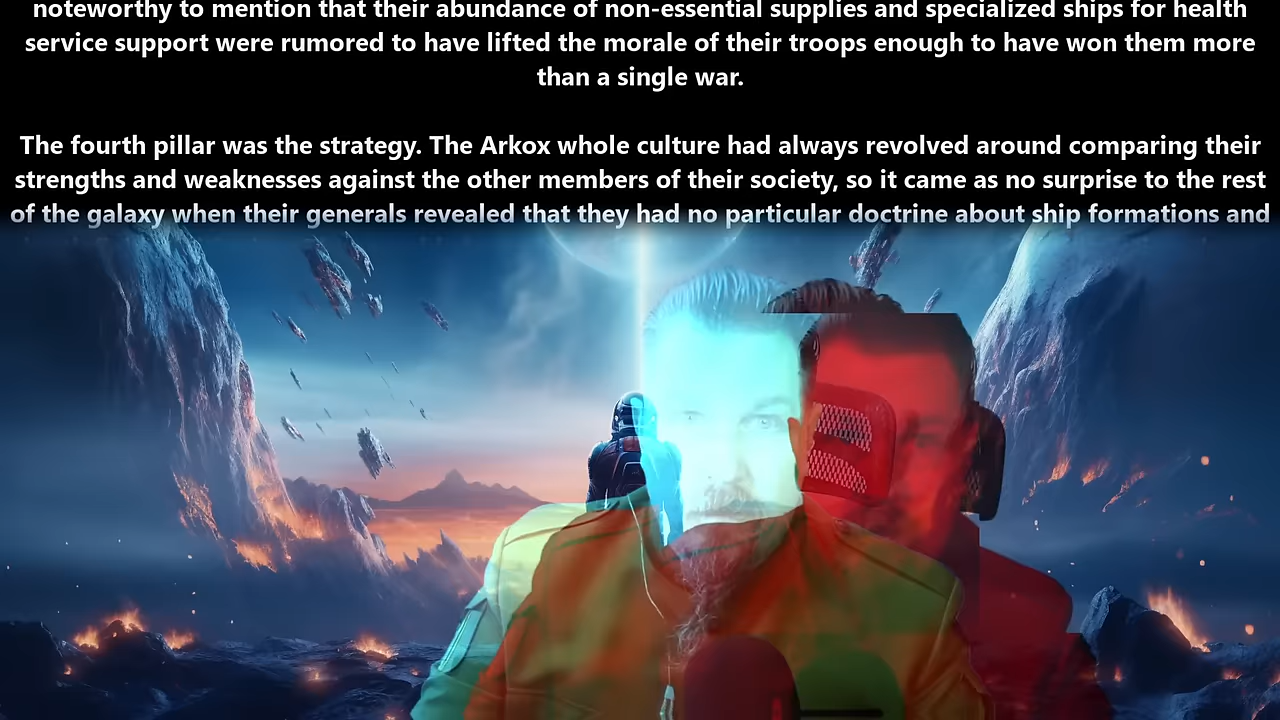 noteworthy to mention that their abundance of non-essential supplies and specialized ships for health
service support were rumored to have lifted the morale of their troops enough to have won them more
than a single war.
The fourth pillar was the strategy. The Arkox whole culture had always revolved around comparing their
strengths and weaknesses against the other members of their society, so it came as no surprise to the rest
of the galaxy when their generals revealed that they had no particular doctrine about ship formations and